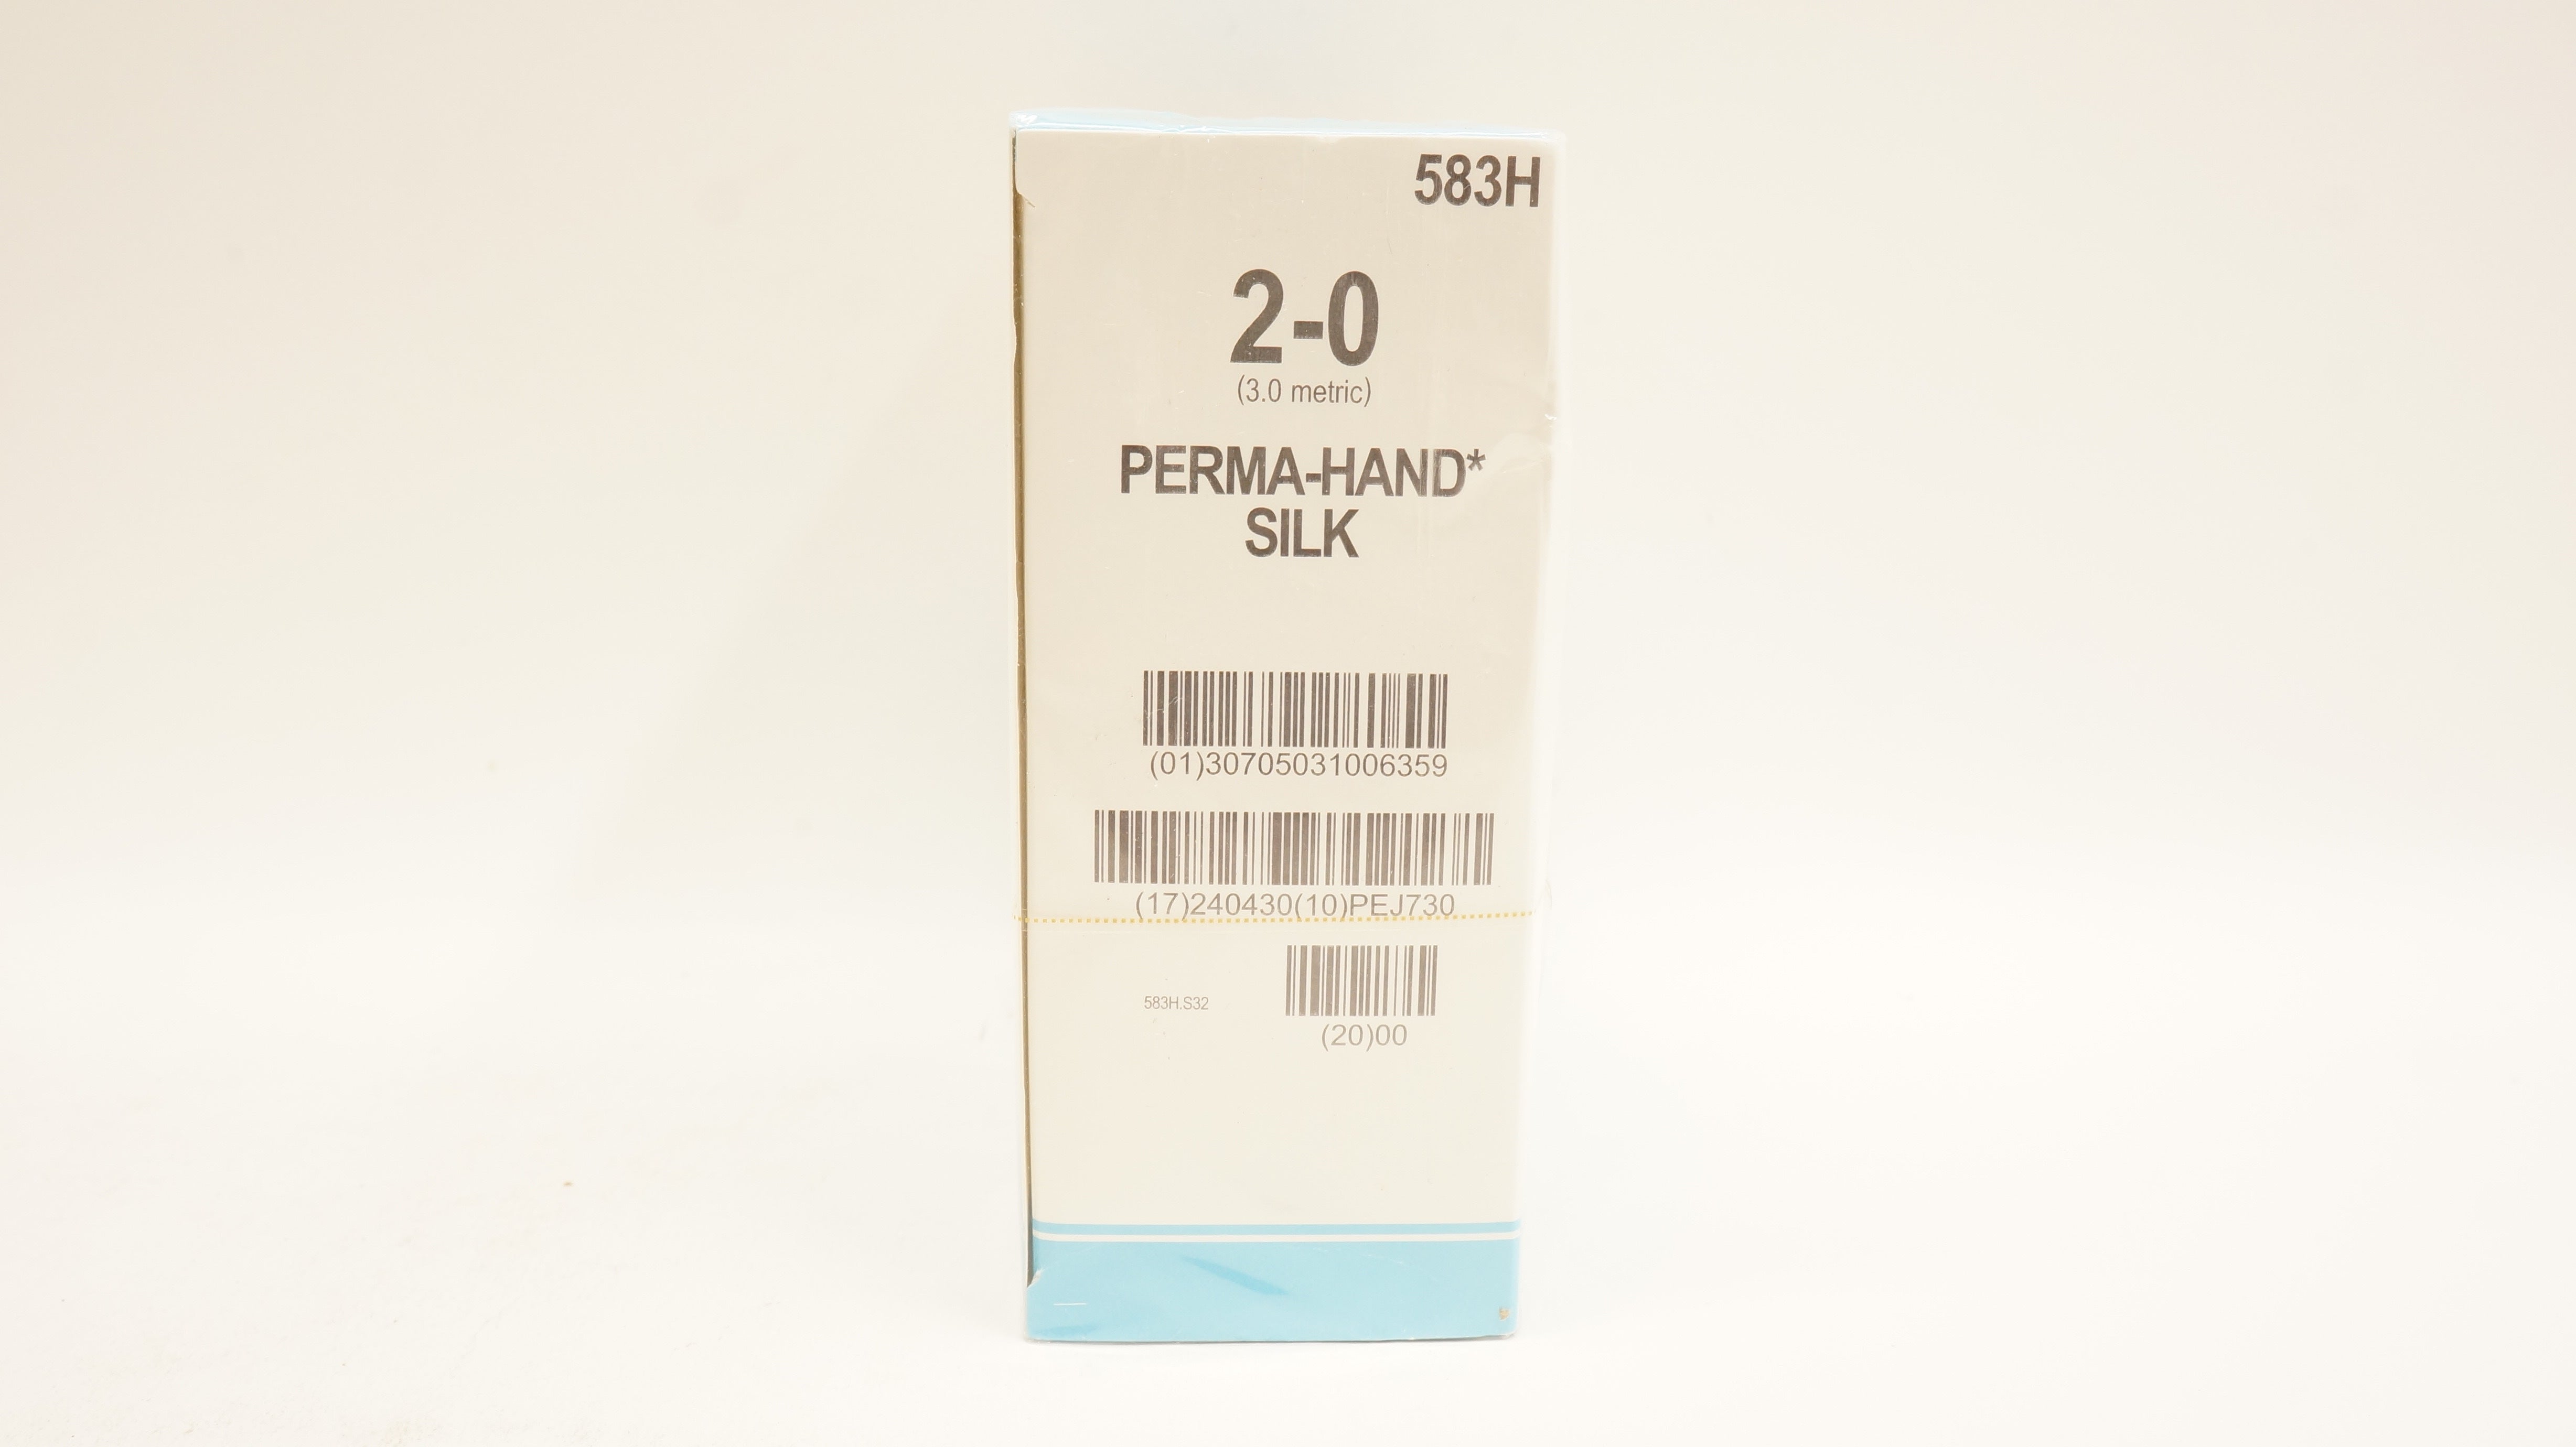 583H
2-0
(3.0 metric)
PERMA-HAND*
SILK
(01)30705031006359
(17)240430(10)PEJ730
583H.S32
(20)00